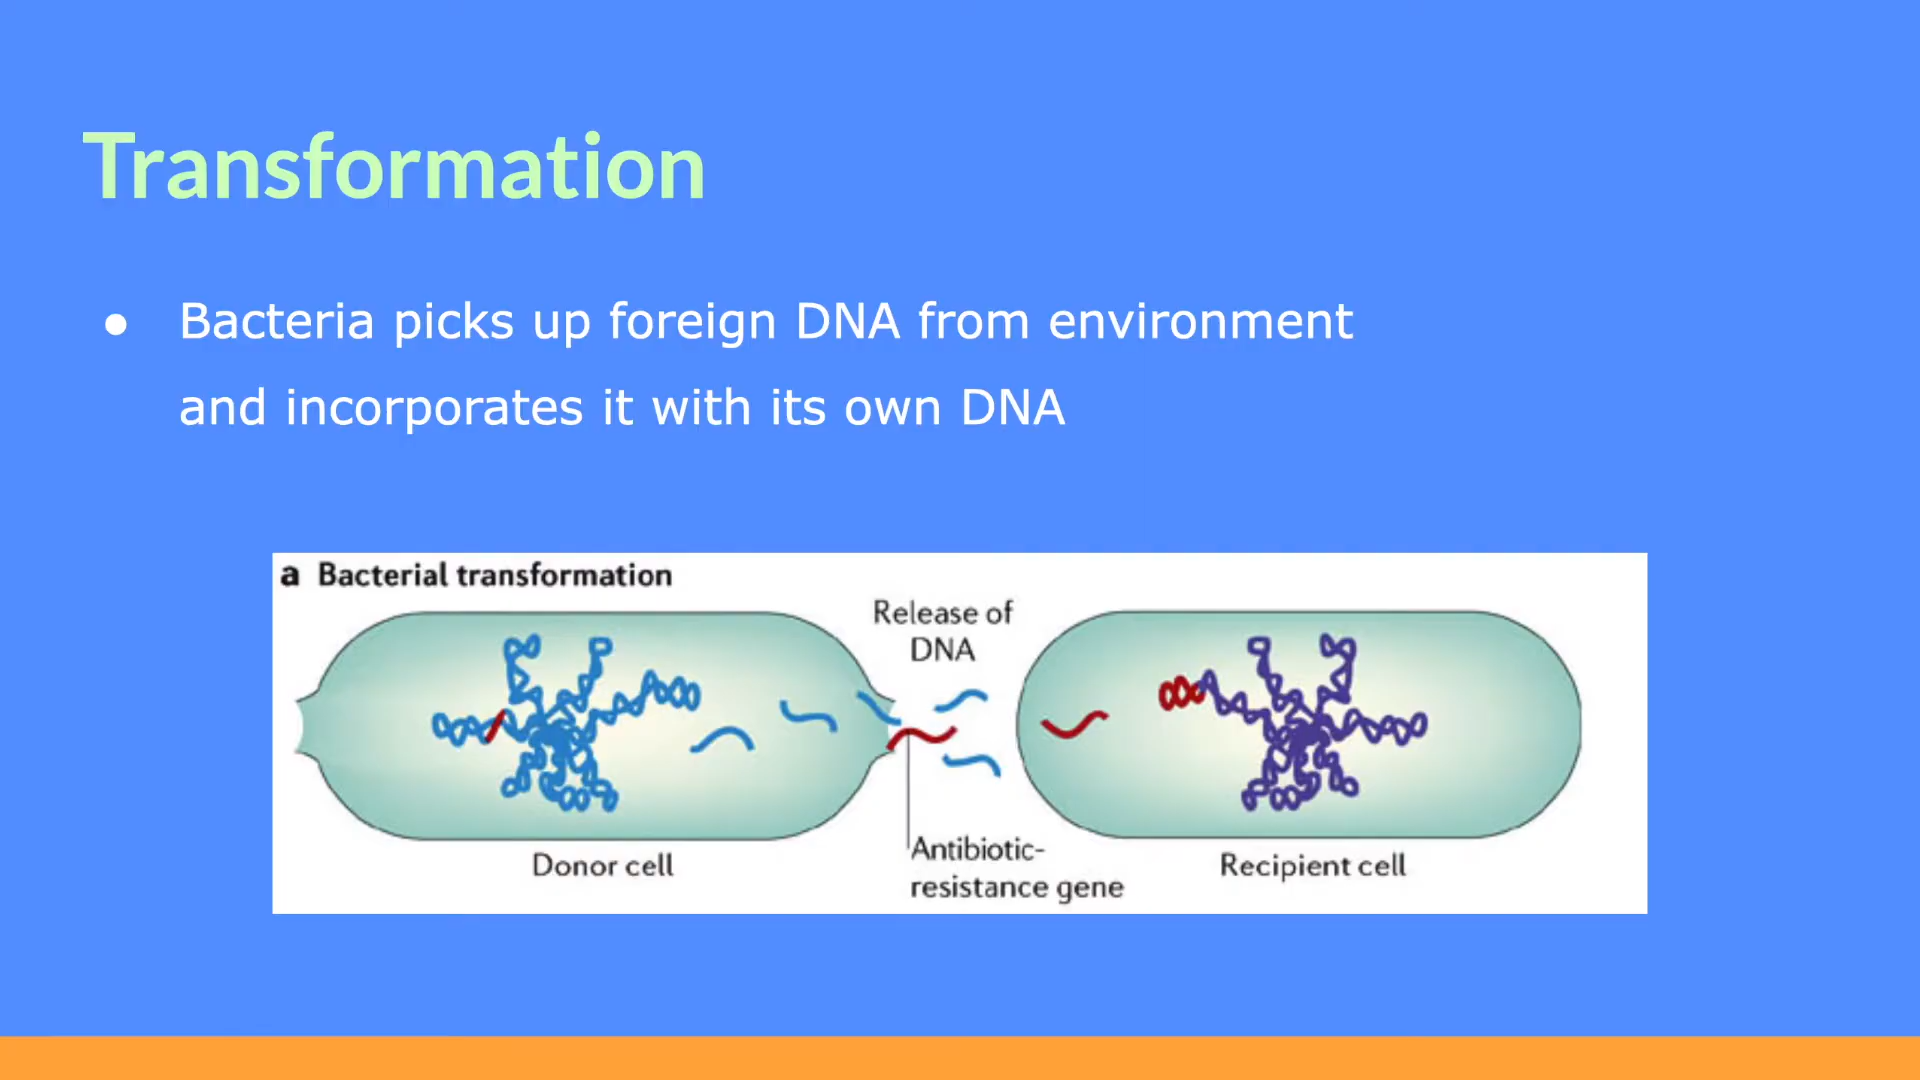 Transformation
● Bacteria picks up foreign DNA from environment
and incorporates it with its own DNA
a Bacterial transformation
Release of
DNA
Antibiotic-
resistance gene
Donor cell
Recipient cell